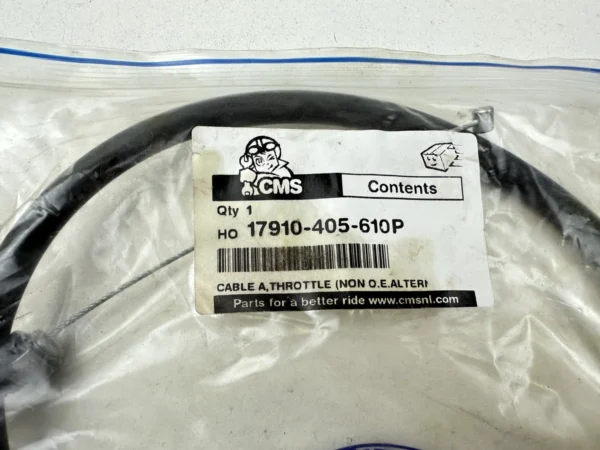 CMS
Contents
Qty 1
HO 17910-405-610P
CABLE A,THROTTLE (NON O.E.ALTERN
Parts for a better ride www.cmsnl.com